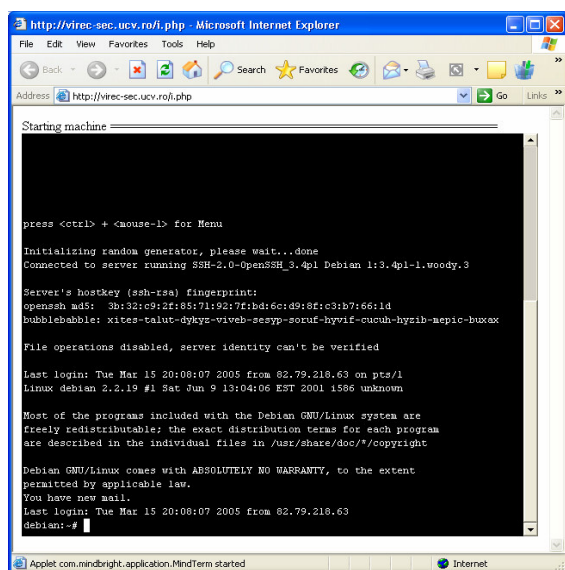 http://virec-sec.ucv.ro/i.php - Microsoft Internet Explorer
File Edit View Favorites Tools Help
Back Search Favorites
Address http://virec-sec.ucv.ro/i.php Go Links
Starting machine
press <ctrl> + <mouse-1> for Menu
Initializing random generator, please wait...done
Connected to server running SSH-2.0-OpenSSH_3.4p1 Debian 1:3.4p1-1.woody.3
Server's hostkey (ssh-rsa) fingerprint:
openssh md5: 3b:32:c9:2f:85:71:92:7f:bd:6c:d9:8f:c3:b7:66:1d
bubblebabble: xites-talut-dykyz-viveb-sesyp-soruf-hyvif-cucuh-hyzib-mepic-buxax
File operations disabled, server identity can't be verified
Last login: Tue Mar 15 20:08:07 2005 from 82.79.218.63 on pts/1
Linux debian 2.2.19 #1 Sat Jun 9 13:04:06 EST 2001 i586 unknown
Most of the programs included with the Debian GNU/Linux system are
freely redistributable; the exact distribution terms for each program
are described in the individual files in /usr/share/doc/*/copyright
Debian GNU/Linux comes with ABSOLUTELY NO WARRANTY, to the extent
permitted by applicable law.
You have new mail.
Last login: Tue Mar 15 20:08:07 2005 from 82.79.218.63
debian:~#
Applet com.mindbright.application.MindTerm started Internet